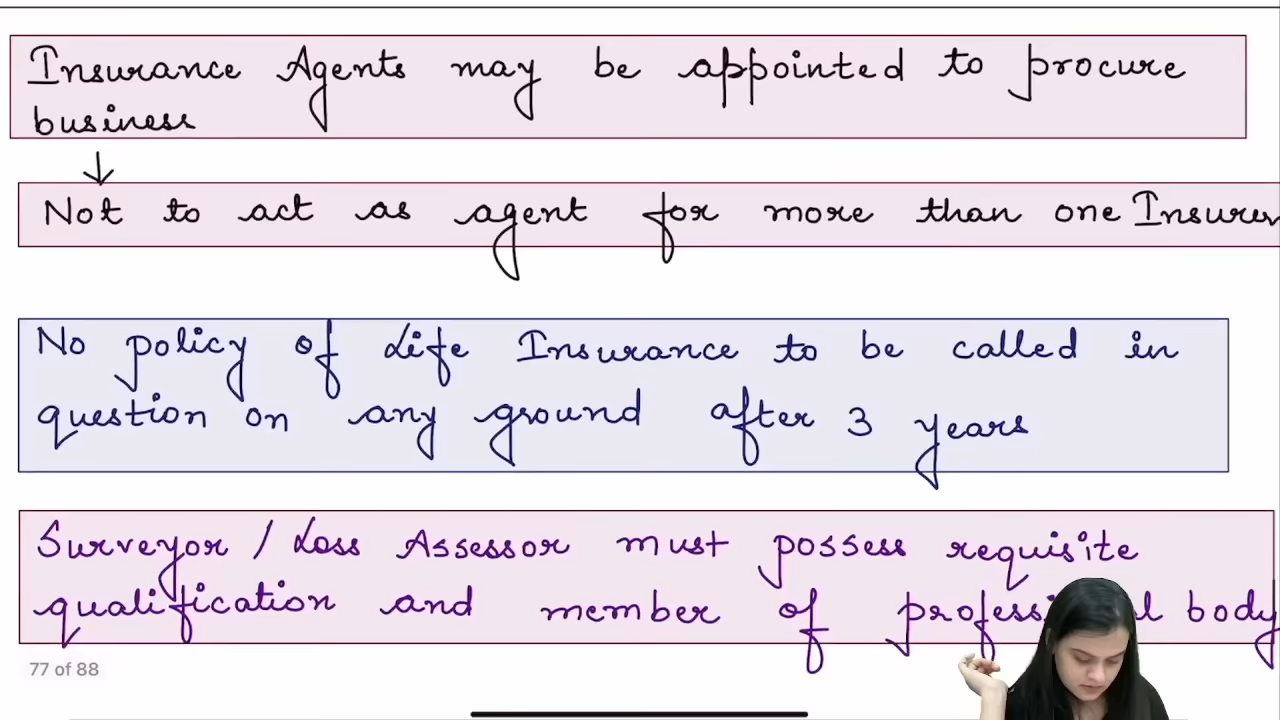 Insurance Agents may be appointed to procure
business
Not to act as agent for more than one Insurer
No policy of Life Insurance to be called in
question on any ground after 3 years
Surveyor / Loss Assessor must possess requisite
qualification and member of professional body
77 of 88